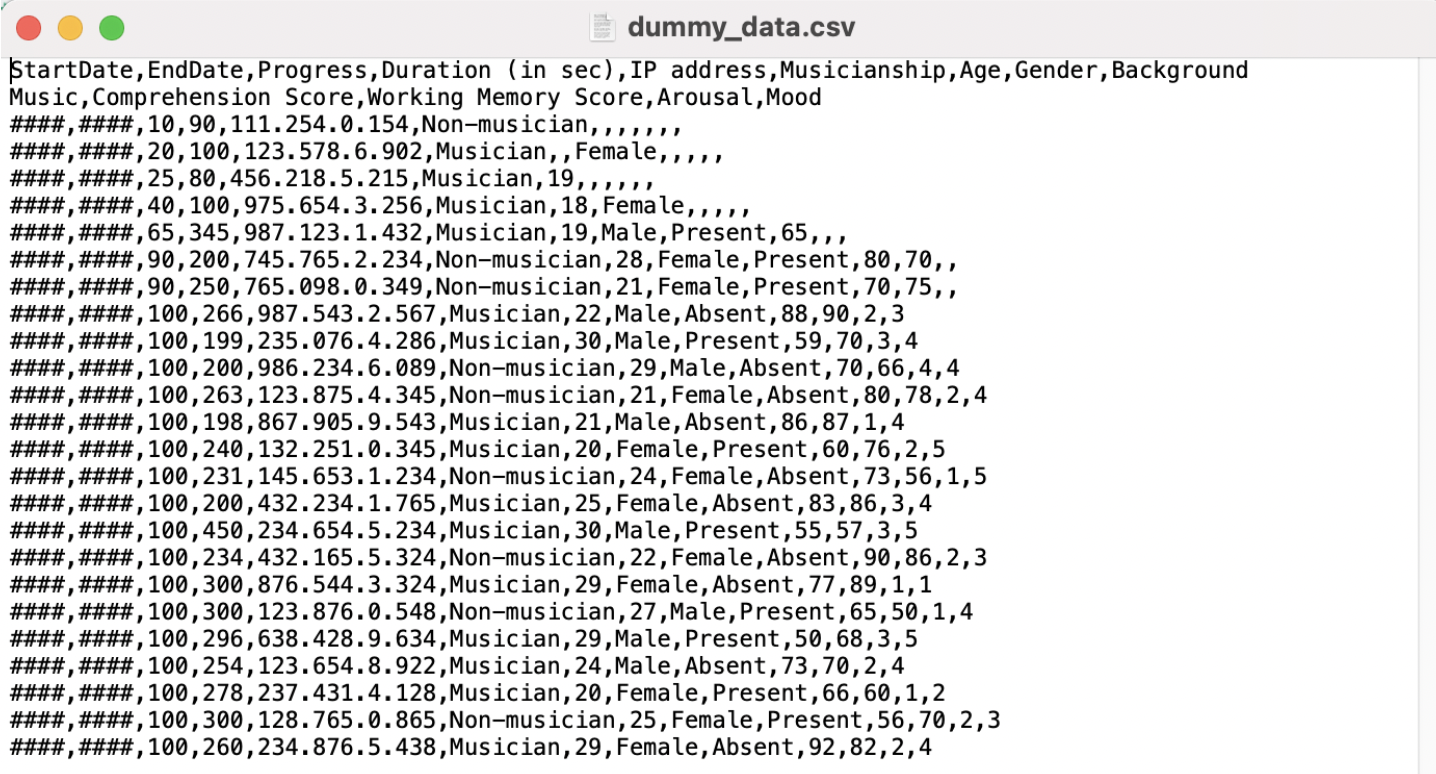 dummy_data.csv
StartDate,EndDate,Progress,Duration (in sec),IP address,Musicianship,Age,Gender,Background
Music,Comprehension Score,Working Memory Score,Arousal,Mood
####,####,10,90,111.254.0.154,Non-musician,,,,,,,
####,####,20,100,123.578.6.902,Musician,,Female,,,,,
####,####,25,80,456.218.5.215,Musician,19,,,,,,
####,####,40,100,975.654.3.256,Musician,18,Female,,,,,
####,####,65,345,987.123.1.432,Musician,19,Male,Present,65,,,
####,####,90,200,745.765.2.234,Non-musician,28,Female,Present,80,70,,
####,####,90,250,765.098.0.349,Non-musician,21,Female,Present,70,75,,
####,####,100,266,987.543.2.567,Musician,22,Male,Absent,88,90,2,3
####,####,100,199,235.076.4.286,Musician,30,Male,Present,59,70,3,4
####,####,100,200,986.234.6.089,Non-musician,29,Male,Absent,70,66,4,4
####,####,100,263,123.875.4.345,Non-musician,21,Female,Absent,80,78,2,4
####,####,100,198,867.905.9.543,Musician,21,Male,Absent,86,87,1,4
####,####,100,240,132.251.0.345,Musician,20,Female,Present,60,76,2,5
####,####,100,231,145.653.1.234,Non-musician,24,Female,Absent,73,56,1,5
####,####,100,200,432.234.1.765,Musician,25,Female,Absent,83,86,3,4
####,####,100,450,234.654.5.234,Musician,30,Male,Present,55,57,3,5
####,####,100,234,432.165.5.324,Non-musician,22,Female,Absent,90,86,2,3
####,####,100,300,876.544.3.324,Musician,29,Female,Absent,77,89,1,1
####,####,100,300,123.876.0.548,Non-musician,27,Male,Present,65,50,1,4
####,####,100,296,638.428.9.634,Musician,29,Male,Present,50,68,3,5
####,####,100,254,123.654.8.922,Musician,24,Male,Absent,73,70,2,4
####,####,100,278,237.431.4.128,Musician,20,Female,Present,66,60,1,2
####,####,100,300,128.765.0.865,Non-musician,25,Female,Present,56,70,2,3
####,####,100,260,234.876.5.438,Musician,29,Female,Absent,92,82,2,4